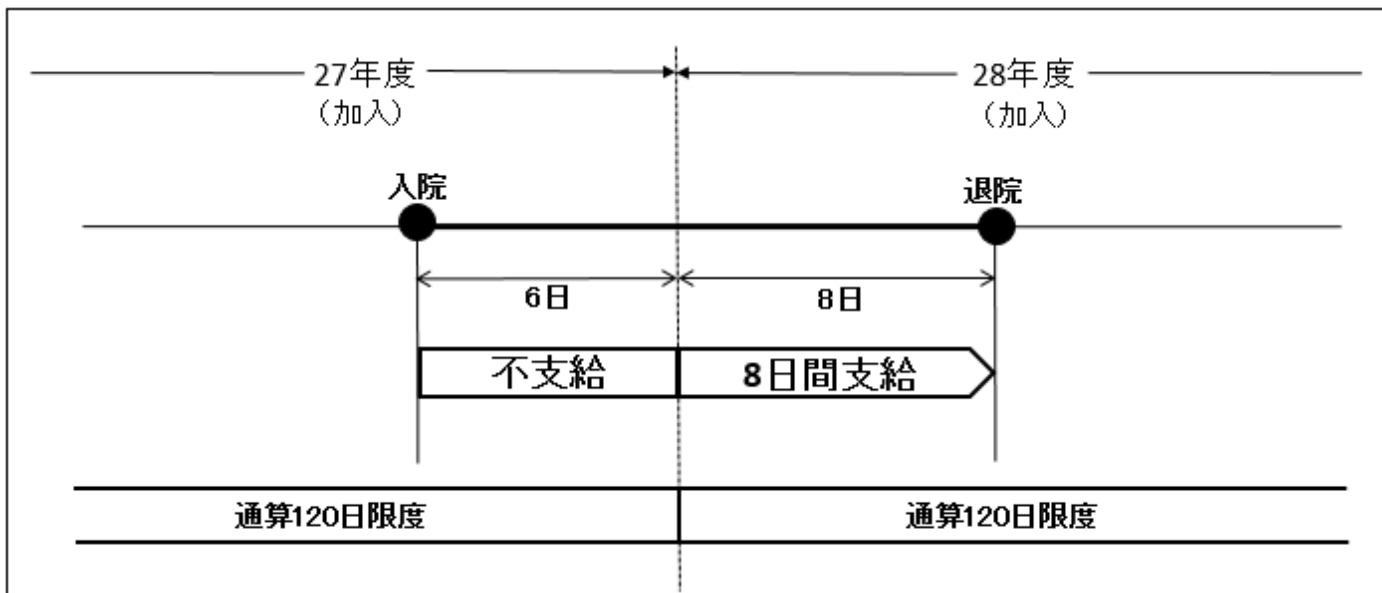 27年度
(加入)
28年度
(加入)
入院
退院
6日
8日
不支給
8日間支給
通算120日限度
通算120日限度